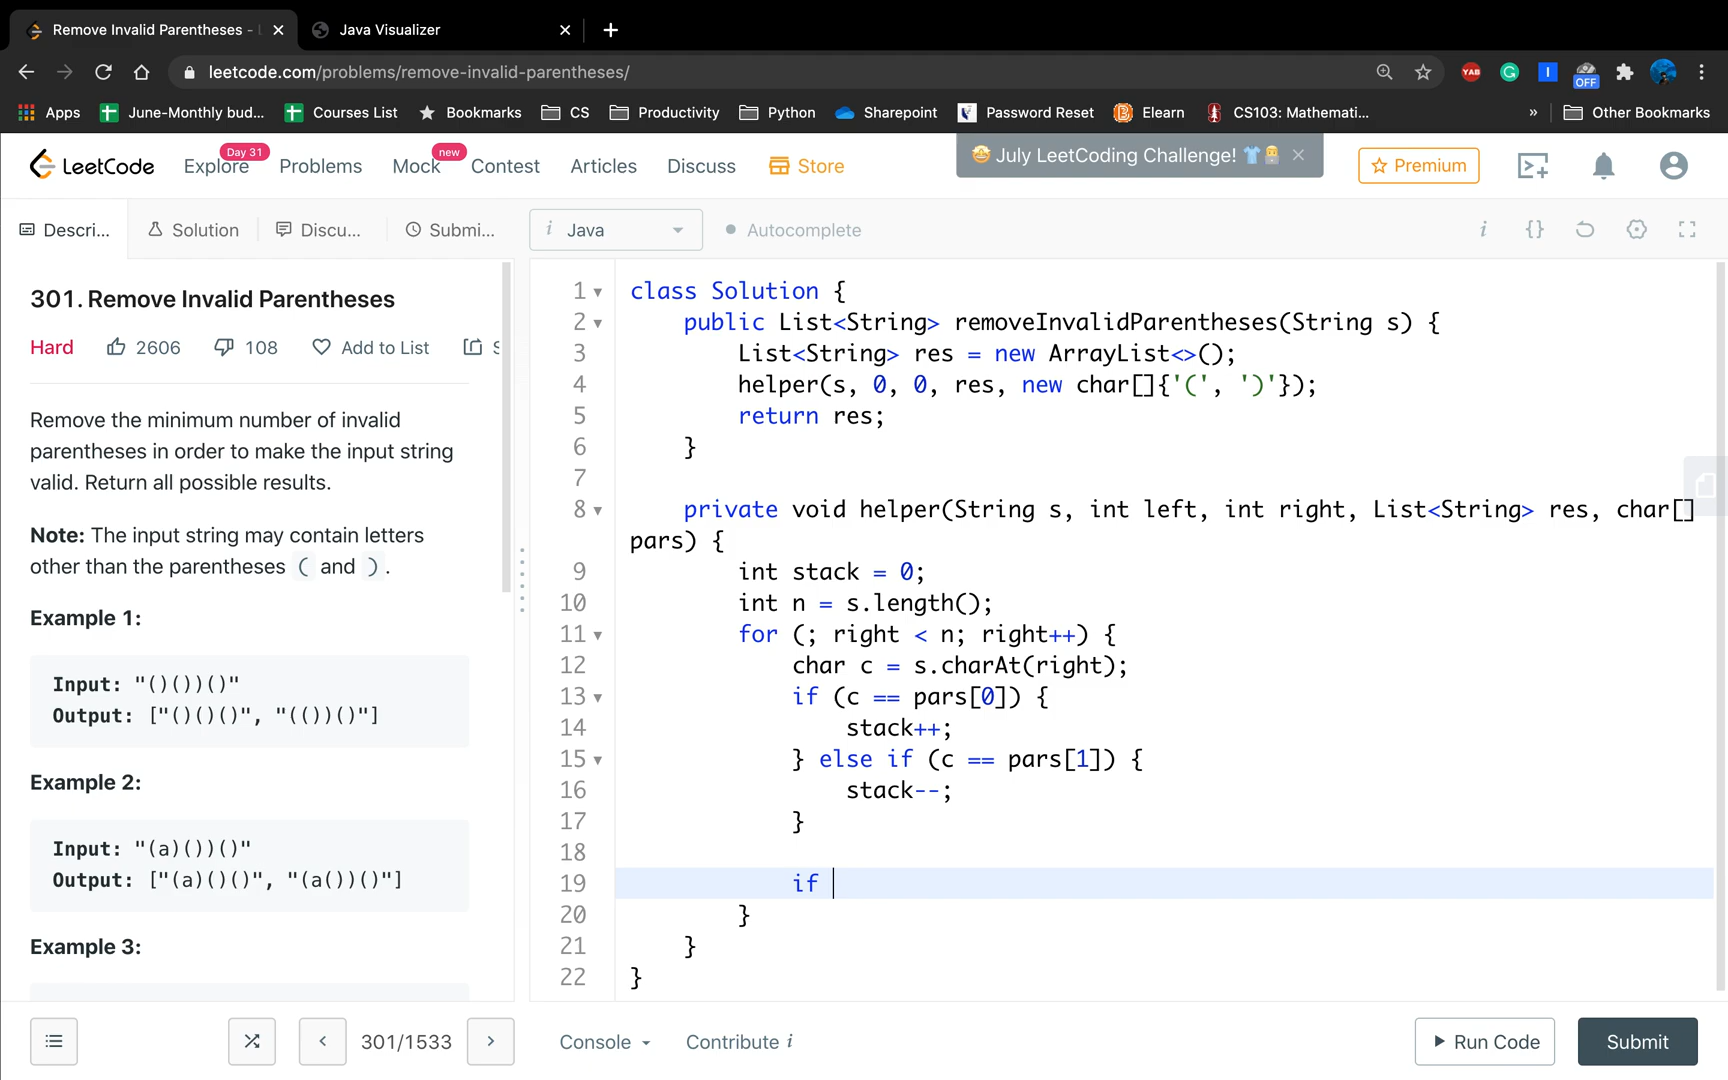 Remove Invalid Parentheses - L
Java Visualizer
leetcode.com/problems/remove-invalid-parentheses/
YAB
G
I
OFF
Apps
June-Monthly bud...
Courses List
Bookmarks
CS
Productivity
Python
Sharepoint
Password Reset
Elearn
CS103: Mathemati...
»
Other Bookmarks
LeetCode
Explore
Day 31
Problems
Mock
new
Contest
Articles
Discuss
Store
🤩 July LeetCoding Challenge!
Premium
Descri...
Solution
Discu...
Submi...
i Java
Autocomplete
i
{}
301. Remove Invalid Parentheses
Hard
2606
108
Add to List
S
Remove the minimum number of invalid
parentheses in order to make the input string
valid. Return all possible results.
Note: The input string may contain letters
other than the parentheses ( and ).
Example 1:
Input: "()())()"
Output: ["()()()", "(())()"]
Example 2:
Input: "(a)())()"
Output: ["(a)()()", "(a())()"]
Example 3:
1 class Solution {
2 public List<String> removeInvalidParentheses(String s) {
3 List<String> res = new ArrayList<>();
4 helper(s, 0, 0, res, new char[]{'(', ')'});
5 return res;
6 }
7
8 private void helper(String s, int left, int right, List<String> res, char[]
pars) {
9 int stack = 0;
10 int n = s.length();
11 for (; right < n; right++) {
12 char c = s.charAt(right);
13 if (c == pars[0]) {
14 stack++;
15 } else if (c == pars[1]) {
16 stack--;
17 }
18
19 if
20 }
21 }
22 }
301/1533
Console
Contribute i
Run Code
Submit